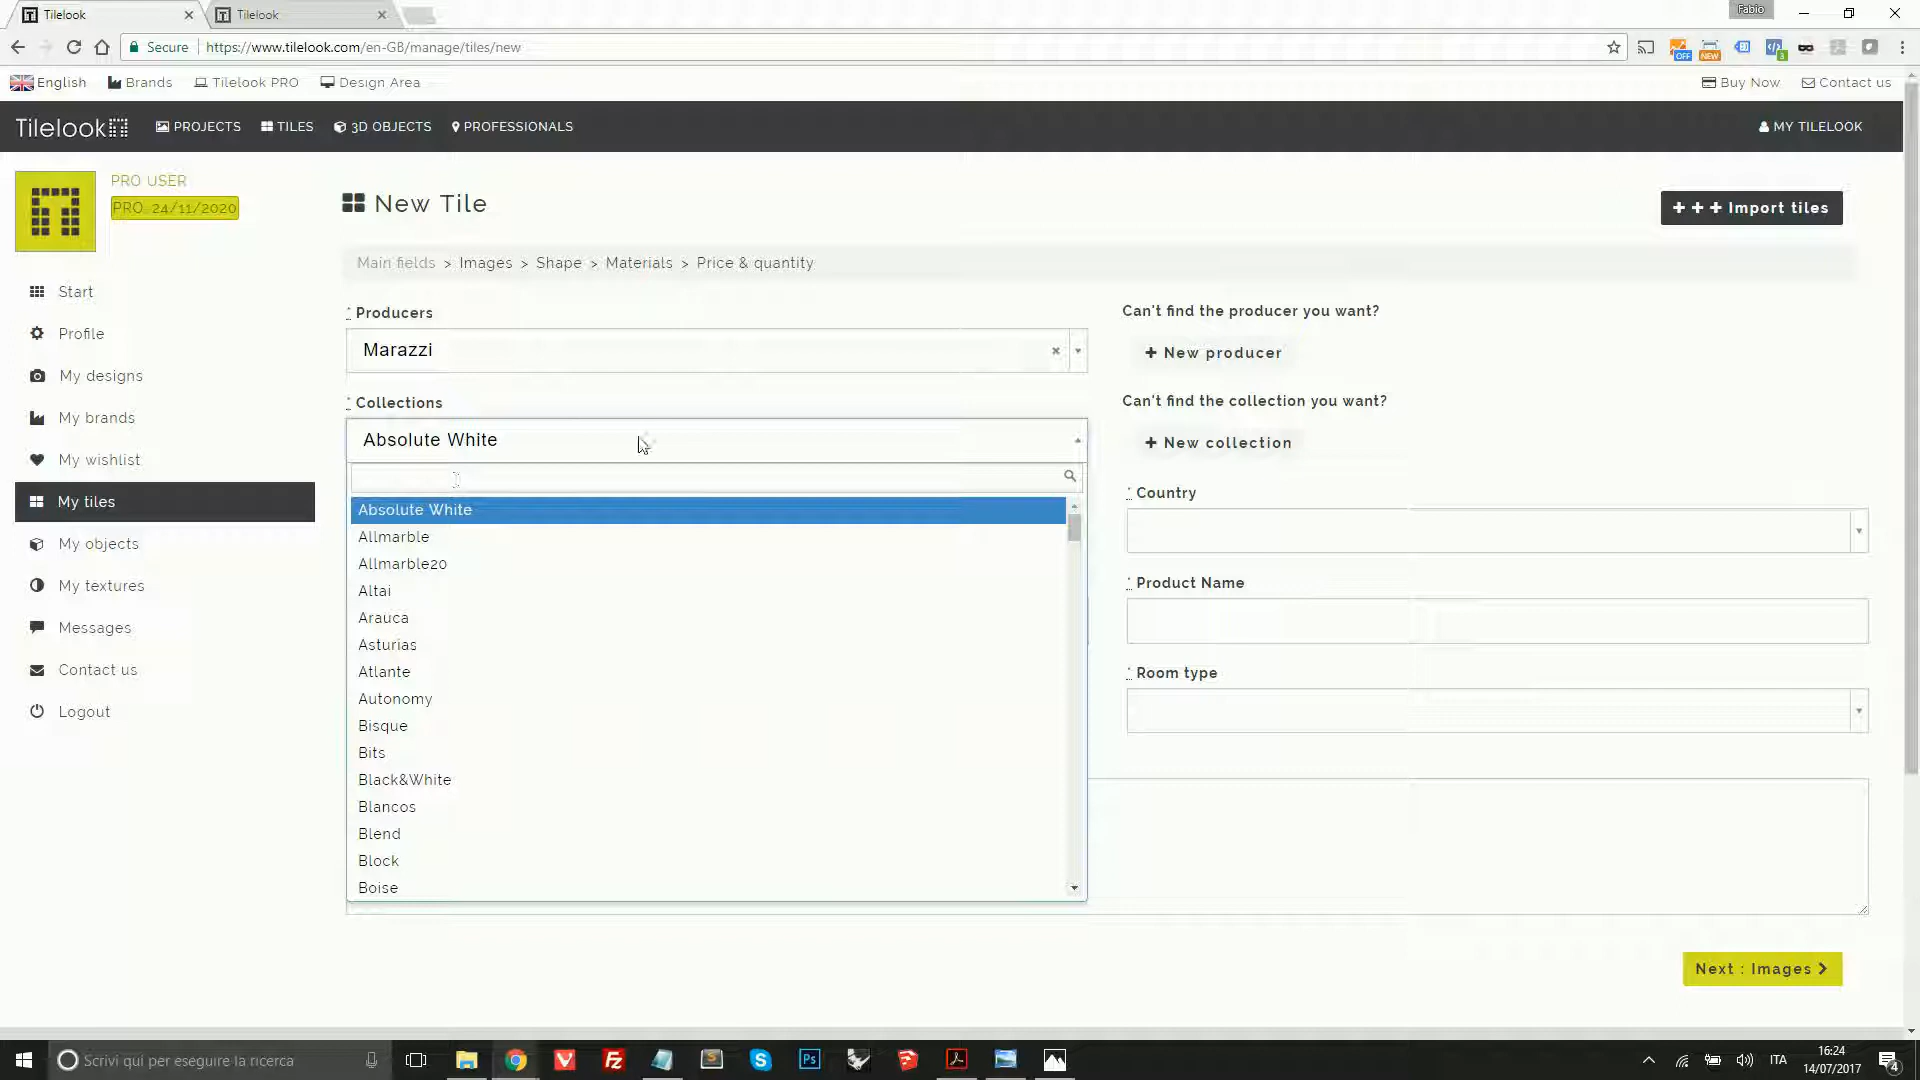 Tilelook
Tilelook
Fabio
Secure
https://www.tilelook.com/en-GB/manage/tiles/new
OFF
NEW
3
English
Brands
Tilelook PRO
Design Area
Buy Now
Contact us
Tilelook
PROJECTS
TILES
3D OBJECTS
PROFESSIONALS
MY TILELOOK
PRO USER
PRO 24/11/2020
New Tile
+ + + Import tiles
Main fields > Images > Shape > Materials > Price & quantity
Start
Profile
My designs
My brands
My wishlist
My tiles
My objects
My textures
Messages
Contact us
Logout
* Producers
Marazzi
Can't find the producer you want?
+ New producer
* Collections
Absolute White
Can't find the collection you want?
+ New collection
Absolute White
Allmarble
Allmarble20
Altai
Arauca
Asturias
Atlante
Autonomy
Bisque
Bits
Black&White
Blancos
Blend
Block
Boise
* Country
* Product Name
* Room type
Next : Images
Scrivi qui per eseguire la ricerca
Ps
ITA
16:24
14/07/2017
4